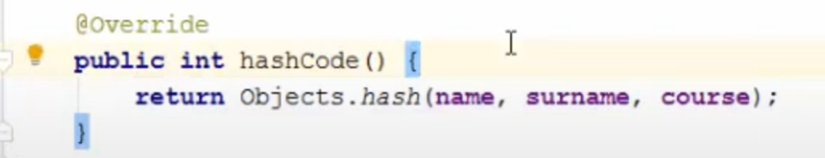 @Override
public int hashCode() {
return Objects.hash(name, surname, course);
}